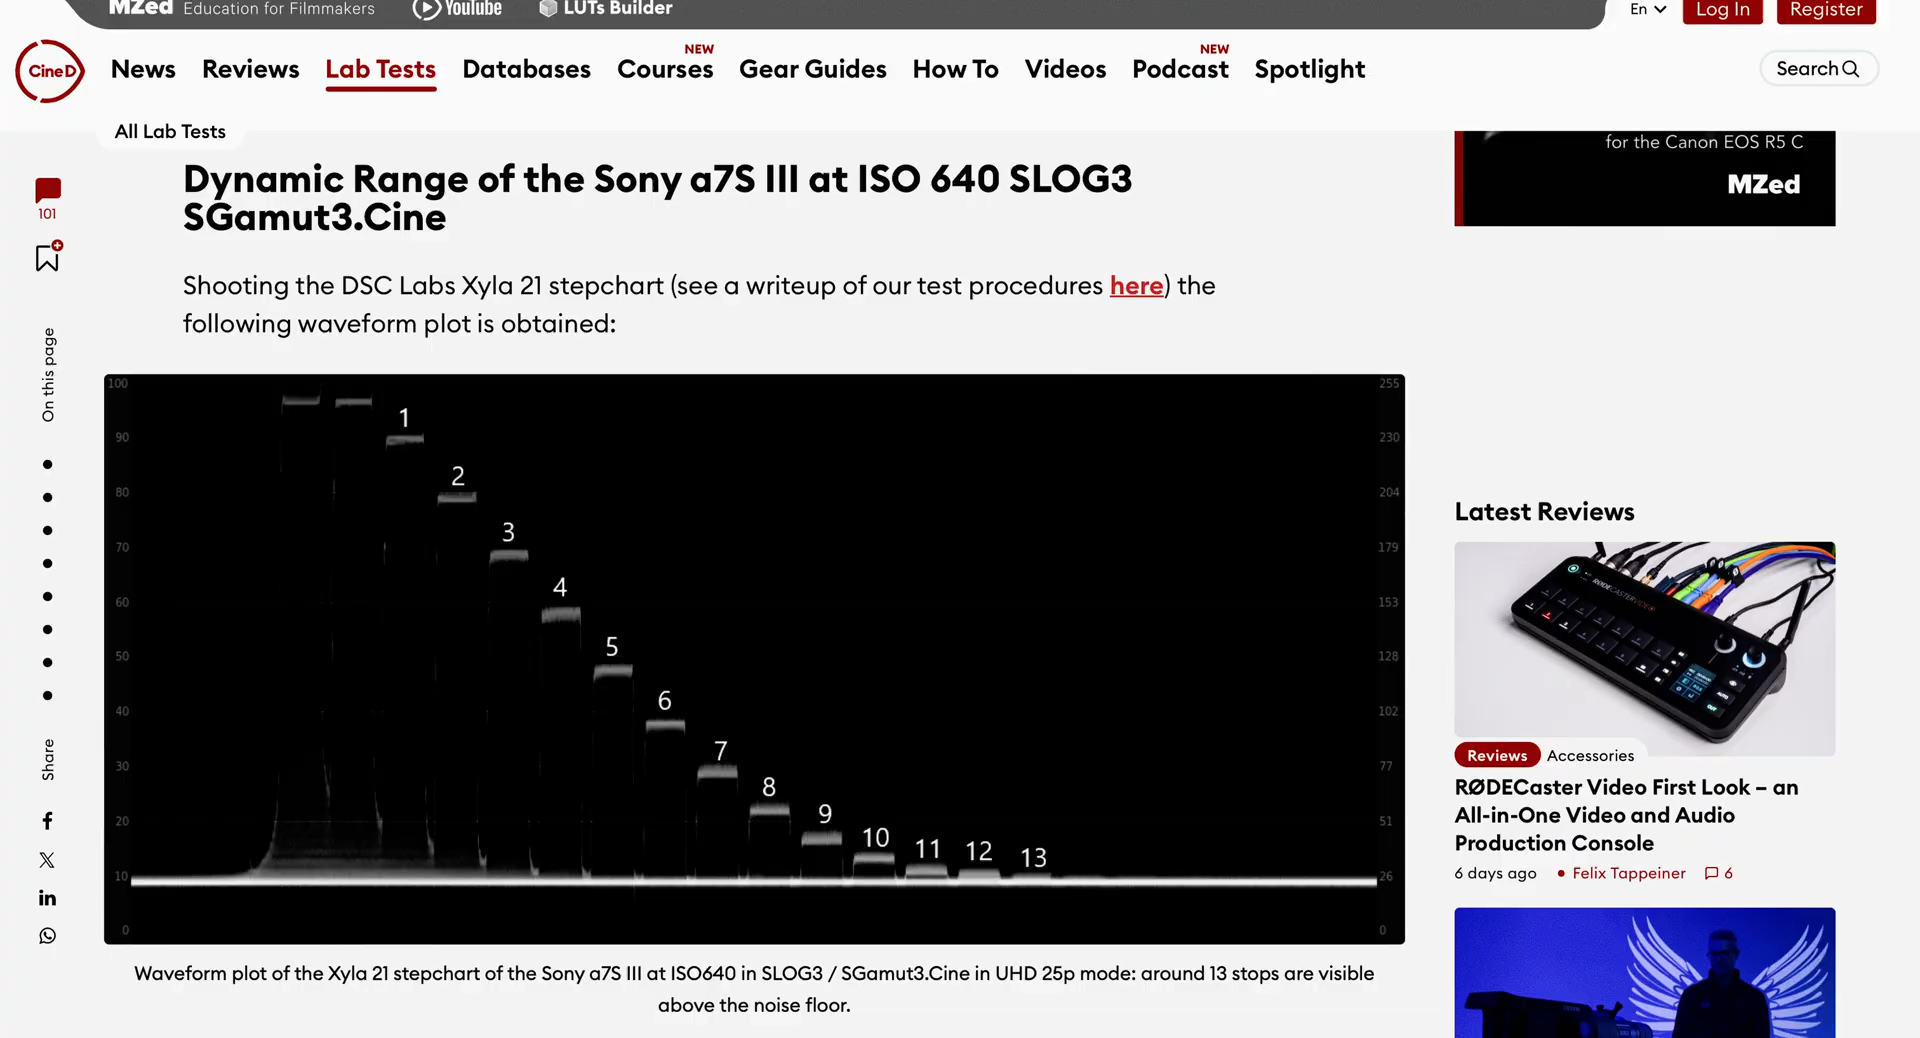 MZed Education for Filmmakers
YouTube
LUTs Builder
En
Log In
Register
CineD
News
Reviews
Lab Tests
Databases
NEW
Courses
Gear Guides
How To
Videos
NEW
Podcast
Spotlight
Search
All Lab Tests
for the Canon EOS R5 C
MZed
101
On this page
Share
Dynamic Range of the Sony a7S III at ISO 640 SLOG3
SGamut3.Cine
Shooting the DSC Labs Xyla 21 stepchart (see a writeup of our test procedures here) the
following waveform plot is obtained:
100
90
80
70
60
50
40
30
20
10
0
1
2
3
4
5
6
7
8
9
10
11
12
13
255
230
204
179
153
128
102
77
51
26
0
Waveform plot of the Xyla 21 stepchart of the Sony a7S III at ISO640 in SLOG3 / SGamut3.Cine in UHD 25p mode: around 13 stops are visible
above the noise floor.
Latest Reviews
RØDECASTER VIDEO
Reviews
Accessories
RØDECaster Video First Look – an
All-in-One Video and Audio
Production Console
6 days ago • Felix Tappeiner 6